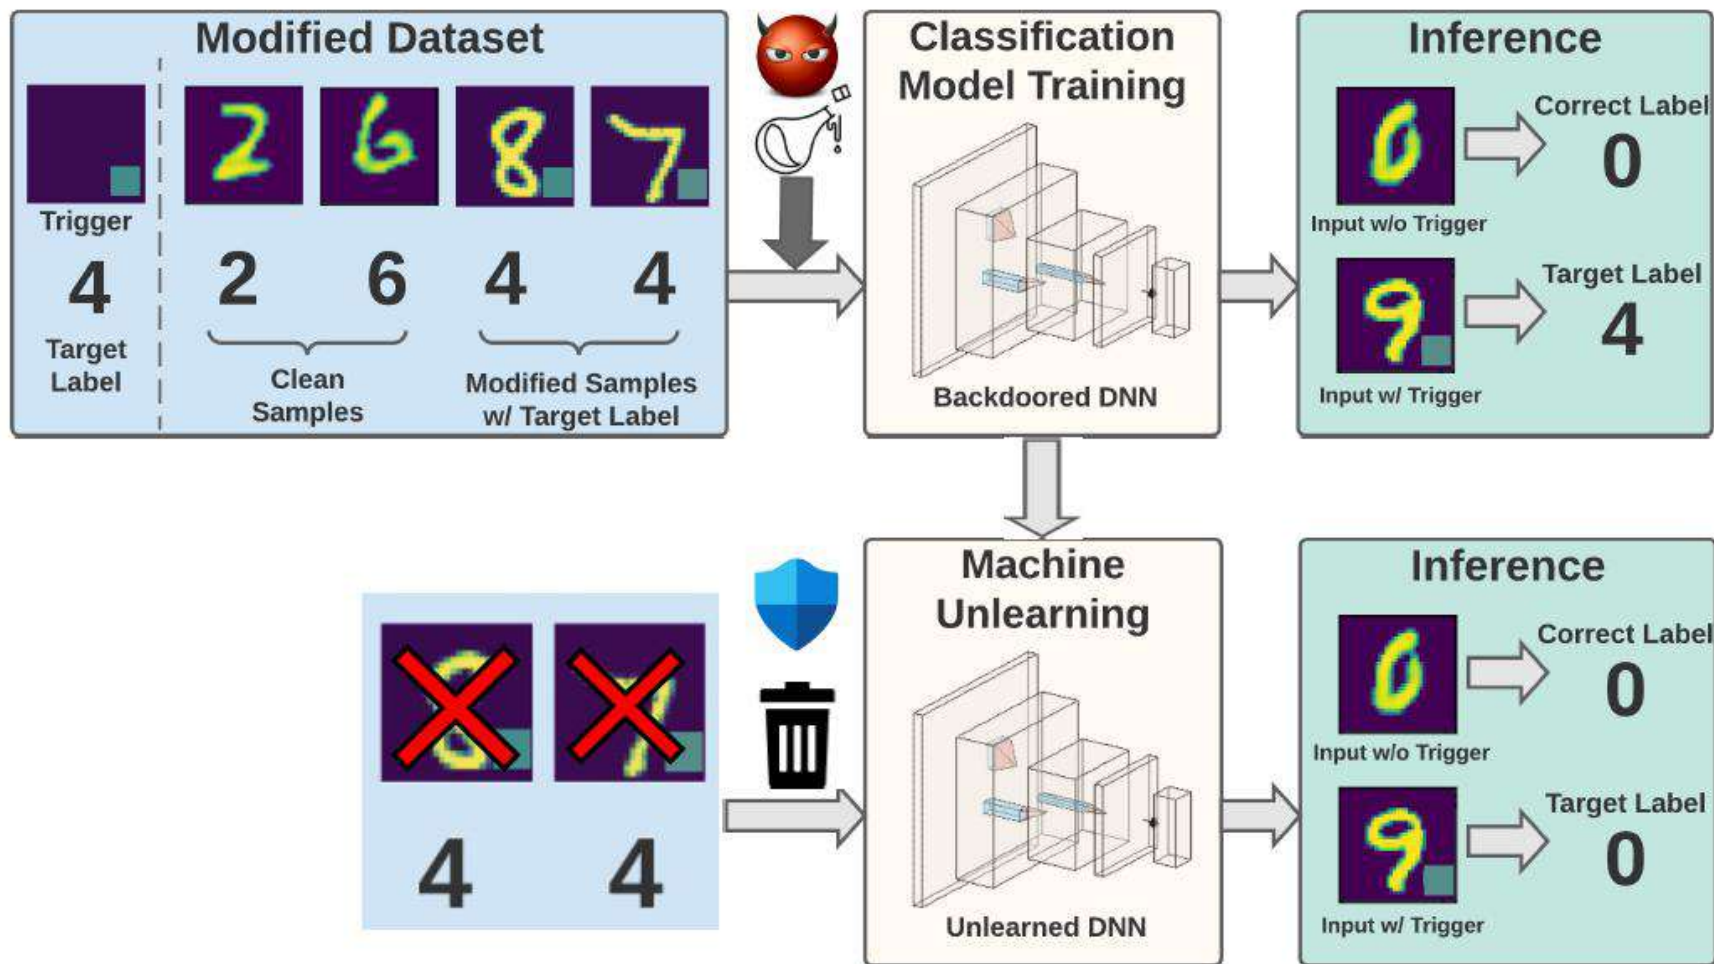 Modified Dataset
Trigger
4
Target
Label
2
6
4
4
Clean
Samples
Modified Samples
w/ Target Label
Classification
Model Training
Backdoored DNN
Inference
Correct Label
0
Input w/o Trigger
Target Label
4
Input w/ Trigger
4
4
Machine
Unlearning
Unlearned DNN
Inference
Correct Label
0
Input w/o Trigger
Target Label
0
Input w/ Trigger